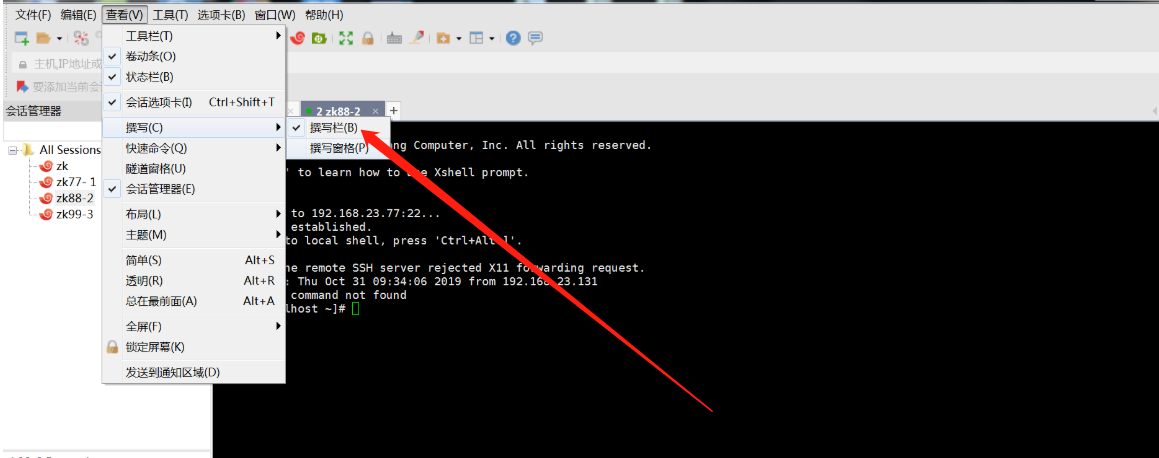 文件(F) 编辑(E) 查看(V) 工具(T) 选项卡(B) 窗口(W) 帮助(H)
主机,IP地址或
要添加当前会
会话管理器
All Sessions
zk
zk77- 1
zk88-2
zk99-3
工具栏(T)
卷动条(O)
状态栏(B)
会话选项卡(I) Ctrl+Shift+T
撰写(C)
快速命令(Q)
隧道窗格(U)
会话管理器(E)
布局(L)
主题(M)
简单(S) Alt+S
透明(R) Alt+R
总在最前面(A) Alt+A
全屏(F)
锁定屏幕(K)
发送到通知区域(D)
撰写栏(B)
撰写窗格(P)
2 zk88-2 × +
Computer, Inc. All rights reserved.
' to learn how to use Xshell prompt.
to 192.168.23.77:22...
established.
to local shell, press 'Ctrl+Alt+]'.
remote SSH server rejected X11 forwarding request.
: Thu Oct 31 09:34:06 2019 from 192.168.23.131
command not found
lhost ~]#